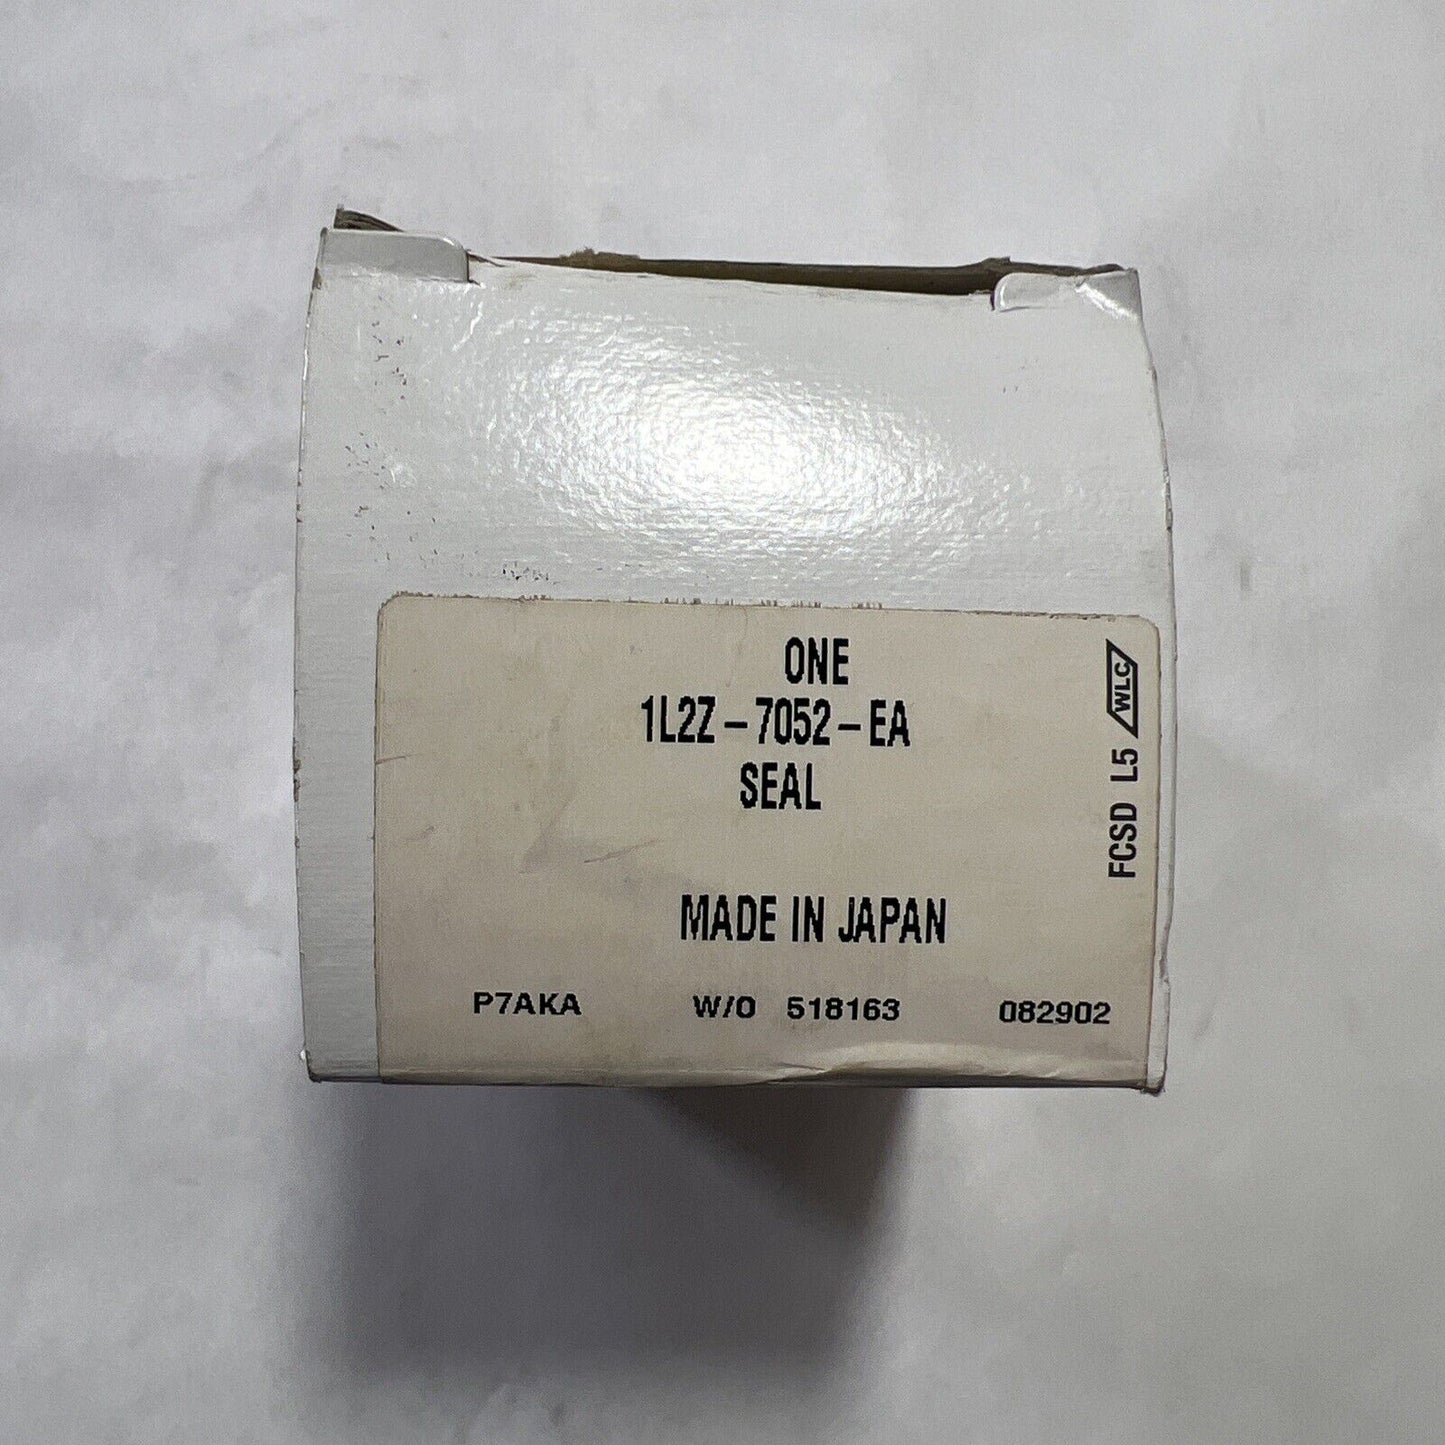 ONE
1L2Z-7052-EA
SEAL
MADE IN JAPAN
P7AKA W/O 518163 082902
FCSD L5 WLC